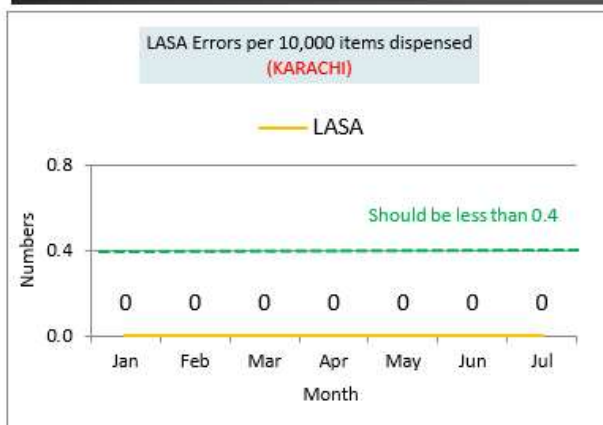 LASA Errors per 10,000 items dispensed
(KARACHI)
LASA
0.8
Should be less than 0.4
0.4
Numbers
0 0 0 0 0 0 0
0.0
Jan Feb Mar Apr May Jun Jul
Month